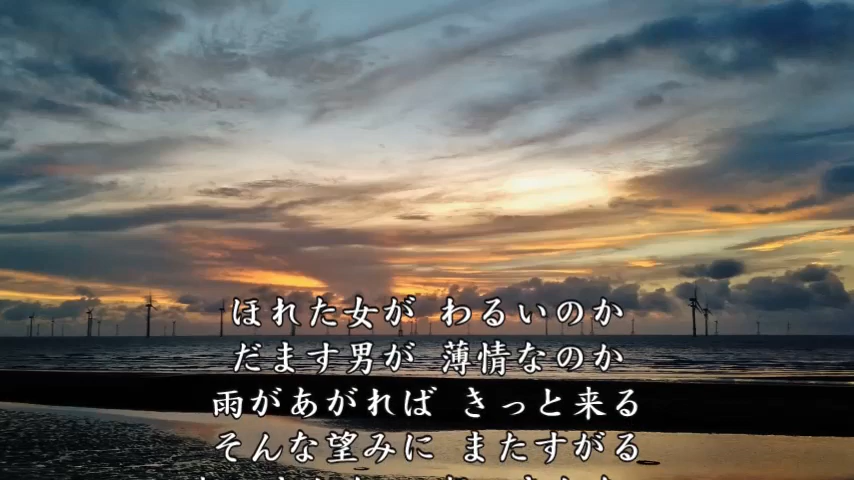 ほれた女が わるいのか
だます男が 薄情なのか
雨があがれば きっと来る
そんな望みに またすがる